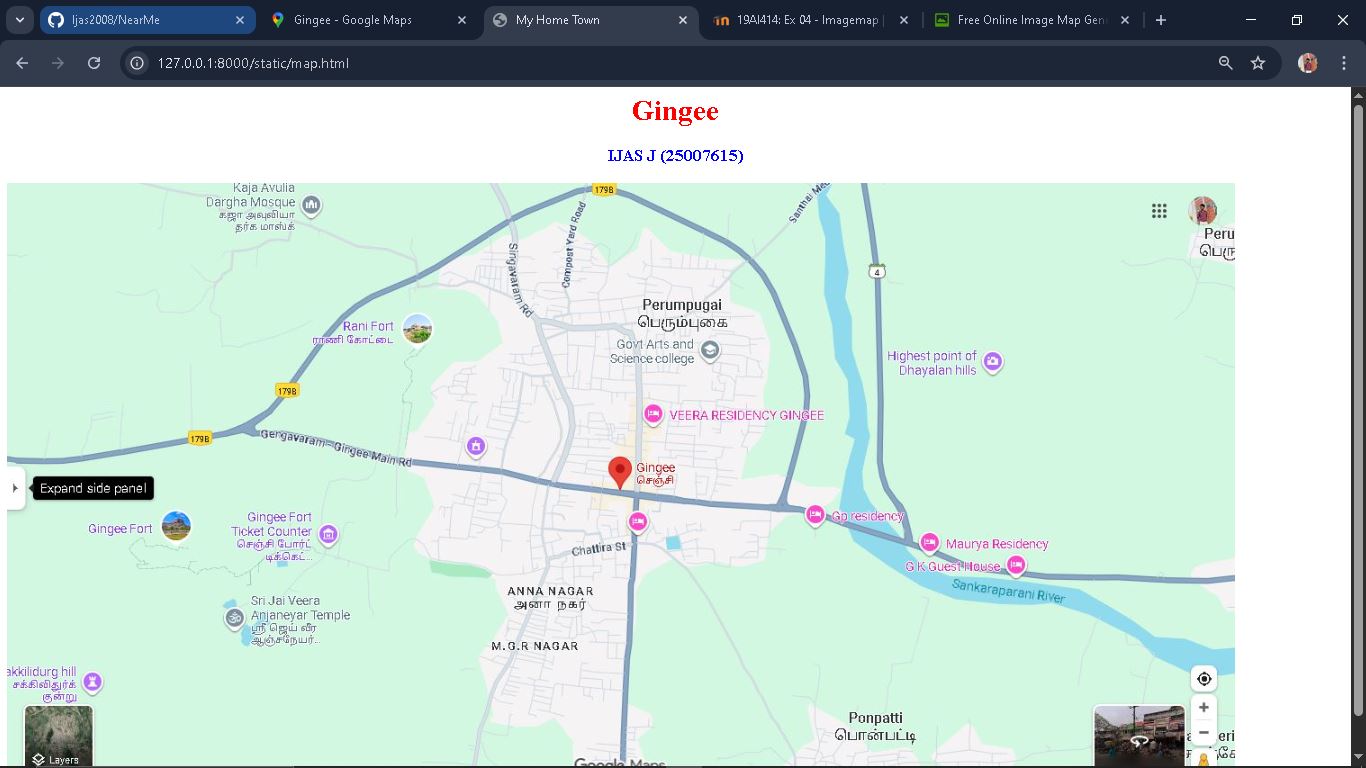 Ijas2008/NearMe
Gingee - Google Maps
My Home Town
19AI414: Ex 04 - Imagemap |
Free Online Image Map Gen
127.0.0.1:8000/static/map.html
Gingee
IJAS J (25007615)
Kaja Avulia
Dargha Mosque
கஜா அவுலியா
தர்க மாஸ்க்
179B
Compost Yard Road
Singavaram Rd
4
Peru
பெரு
Perumpugai
பெரும்புகை
Rani Fort
ராணி கோட்டை
Govt Arts and
Science college
Highest point of
Dhayalan hills
179B
VEERA RESIDENCY GINGEE
179B
Gengavaram - Gingee Main Rd
Gingee
செஞ்சி
Expand side panel
Gingee Fort
Gingee Fort
Ticket Counter
செஞ்சி போர்ட்
டிக்கெட்...
Gp residency
Maurya Residency
G K Guest House
Chattira St
Sankaraparani River
ANNA NAGAR
அனா நகர்
Sri Jai Veera
Anjaneyar Temple
ஸ்ரீ ஜெய் வீர
ஆஞ்சநேயர்...
M.G.R NAGAR
akkilidurg hill
சக்கிலிதுர்க்
குன்று
Ponpatti
பொன்பட்டி
Layers
Google Maps